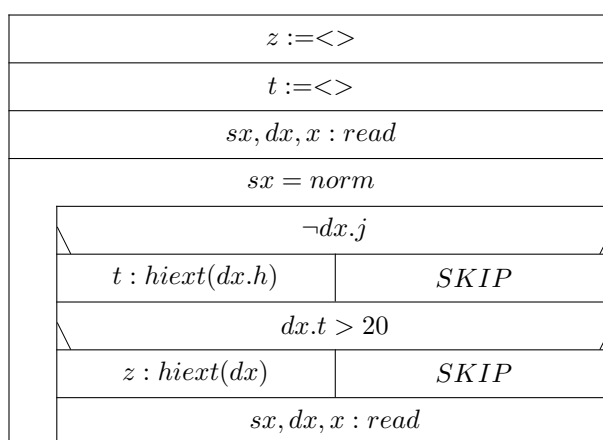 z :=<>
t :=<>
sx, dx, x : read
sx = norm
¬dx.j
t : hiext(dx.h) SKIP
dx.t > 20
z : hiext(dx) SKIP
sx, dx, x : read